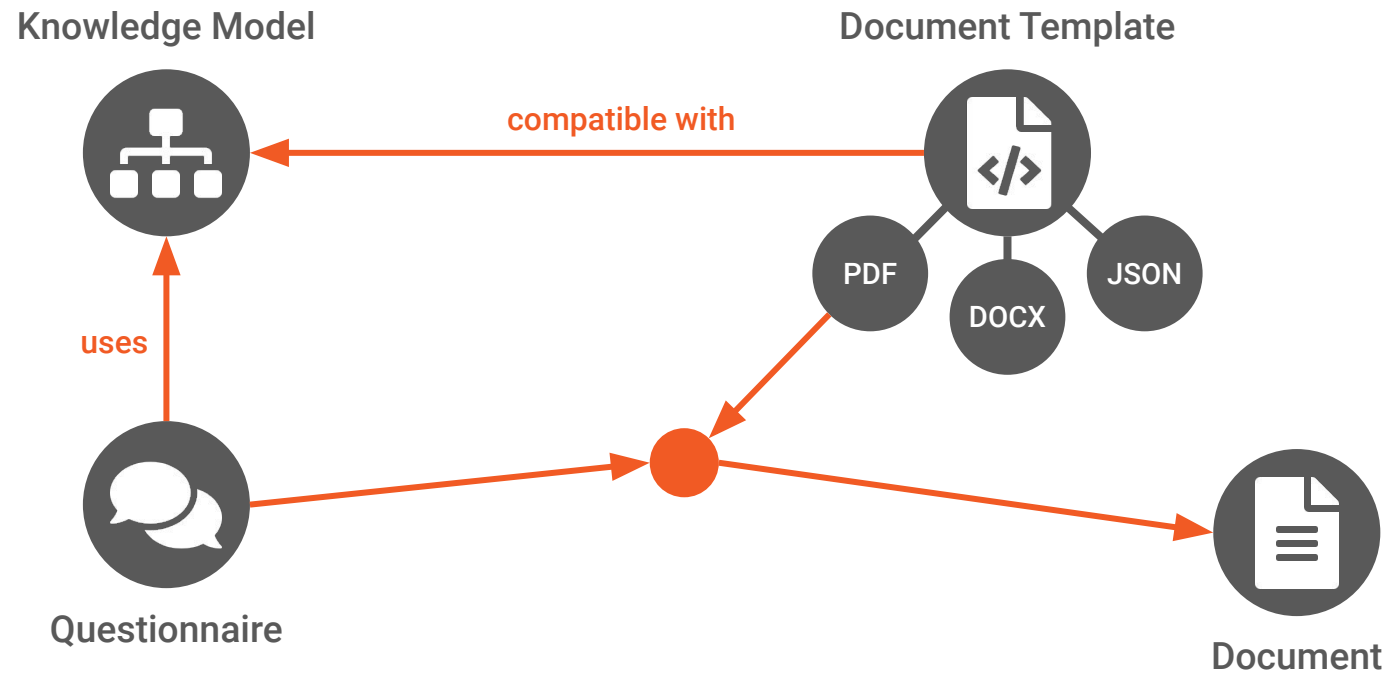 Knowledge Model
Document Template
compatible with
</>
PDF
JSON
DOCX
uses
Questionnaire
Document